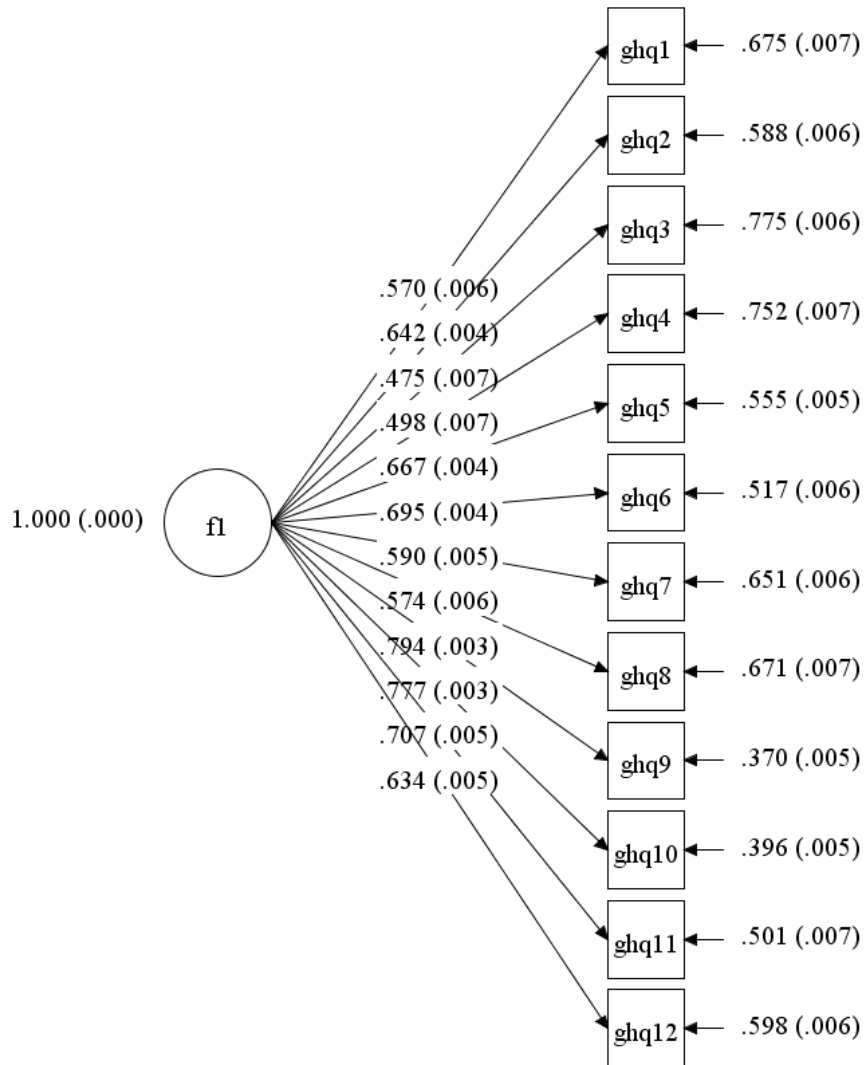 ghq1 .675 (.007)
ghq2 .588 (.006)
ghq3 .775 (.006)
.570 (.006)
ghq4 .752 (.007)
.642 (.004)
.475 (.007)
ghq5 .555 (.005)
.498 (.007)
.667 (.004)
ghq6 .517 (.006)
.695 (.004)
1.000 (.000) f1
.590 (.005)
ghq7 .651 (.006)
.574 (.006)
.794 (.003)
ghq8 .671 (.007)
.777 (.003)
.707 (.005)
ghq9 .370 (.005)
.634 (.005)
ghq10 .396 (.005)
ghq11 .501 (.007)
ghq12 .598 (.006)